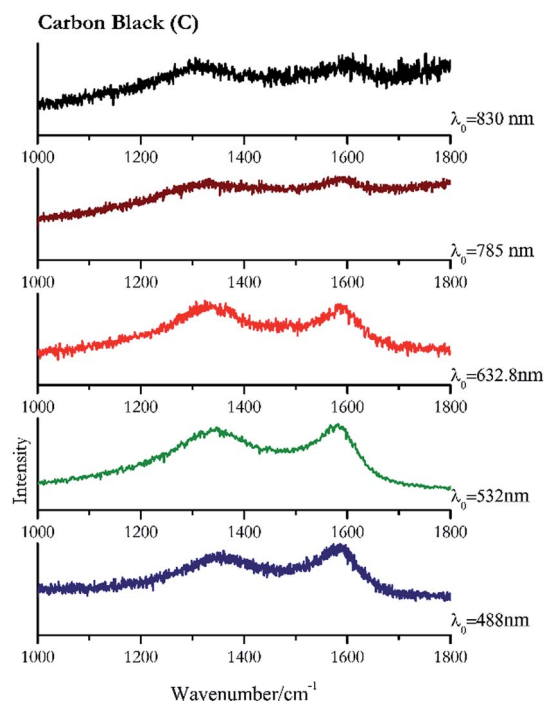 Carbon Black (C)
λ₀=830 nm
1000 1200 1400 1600 1800
λ₀=785 nm
1000 1200 1400 1600 1800
λ₀=632.8nm
1000 1200 1400 1600 1800
Intensity
λ₀=532nm
1000 1200 1400 1600 1800
λ₀=488nm
1000 1200 1400 1600 1800
Wavenumber/cm⁻¹